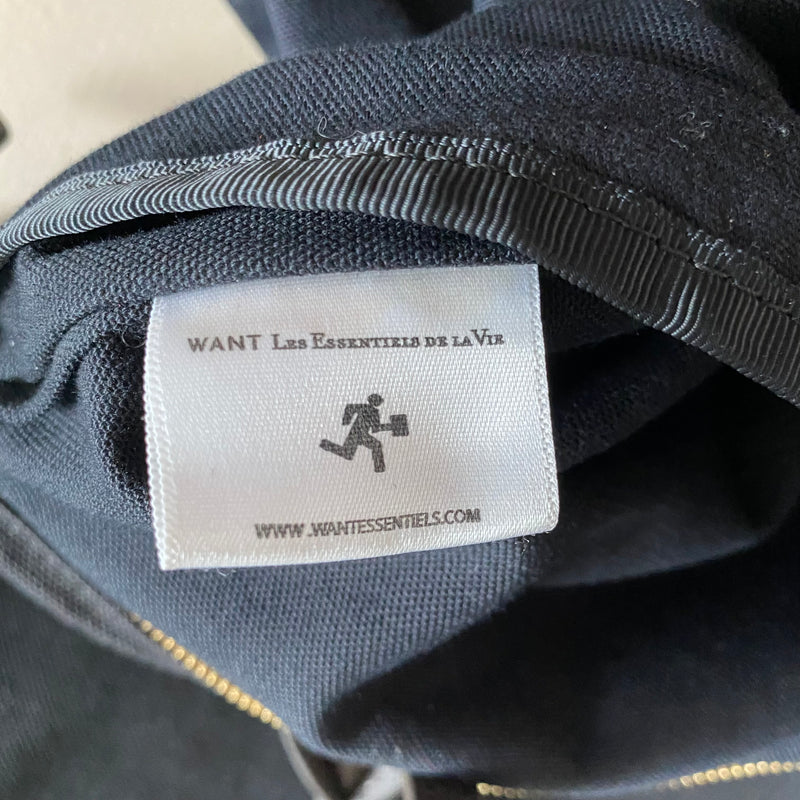 WANT LES ESSENTIELS DE LA VIE
WWW.WANTESSENTIELS.COM